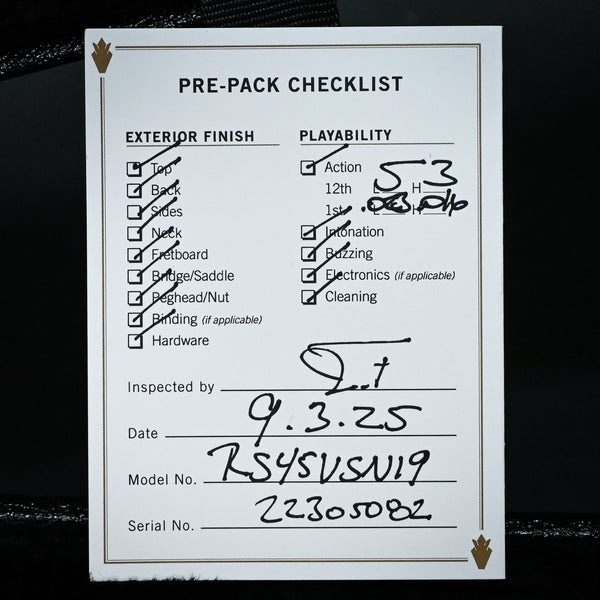 PRE-PACK CHECKLIST
EXTERIOR FINISH
Top
Back
Sides
Neck
Fretboard
Bridge/Saddle
Peghead/Nut
Binding (if applicable)
Hardware
PLAYABILITY
Action
12th L 5 H 3
1st L H
Intonation
Buzzing
Electronics (if applicable)
Cleaning
Inspected by
Date 9.3.25
Model No. RS45VSN19
Serial No. 22305082